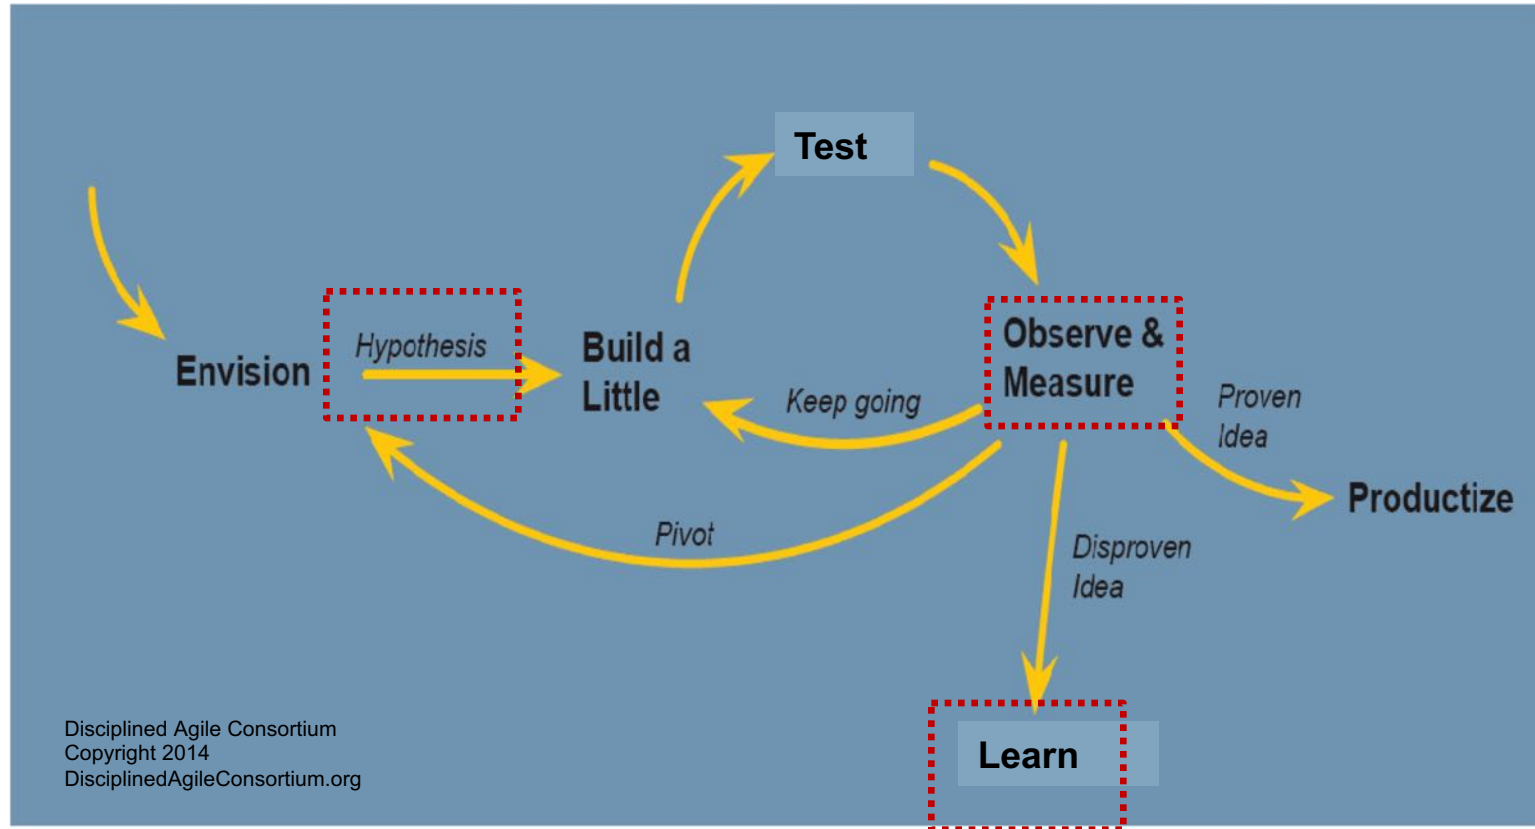 Test
Envision
Hypothesis
Build a
Little
Keep going
Observe &
Measure
Proven
Idea
Productize
Pivot
Disproven
Idea
Learn
Disciplined Agile Consortium
Copyright 2014
DisciplinedAgileConsortium.org